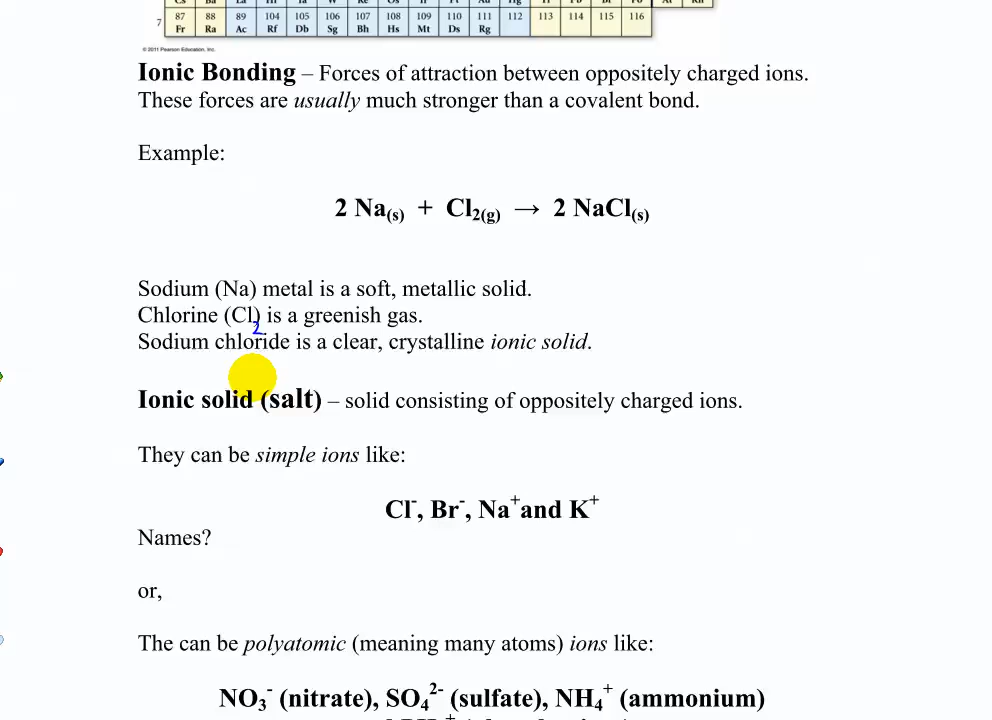 7 87 88 89 104 105 106 107 108 109 110 111 112 113 114 115 116
Fr Ra Ac Rf Db Sg Bh Hs Mt Ds Rg
© 2011 Pearson Education, Inc.
Ionic Bonding – Forces of attraction between oppositely charged ions.
These forces are usually much stronger than a covalent bond.
Example:
2 Na(s) + Cl2(g) → 2 NaCl(s)
Sodium (Na) metal is a soft, metallic solid.
Chlorine (Cl2) is a greenish gas.
Sodium chloride is a clear, crystalline ionic solid.
Ionic solid (salt) – solid consisting of oppositely charged ions.
They can be simple ions like:
Cl⁻, Br⁻, Na⁺and K⁺
Names?
or,
The can be polyatomic (meaning many atoms) ions like:
NO₃⁻ (nitrate), SO₄²⁻ (sulfate), NH₄⁺ (ammonium)